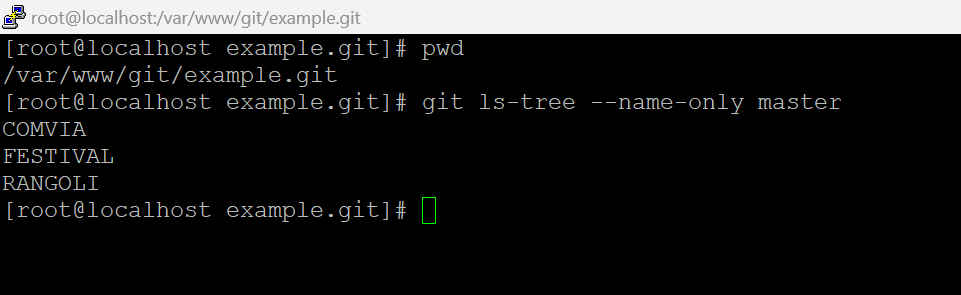 root@localhost:/var/www/git/example.git
[root@localhost example.git]# pwd
/var/www/git/example.git
[root@localhost example.git]# git ls-tree --name-only master
COMVIA
FESTIVAL
RANGOLI
[root@localhost example.git]#